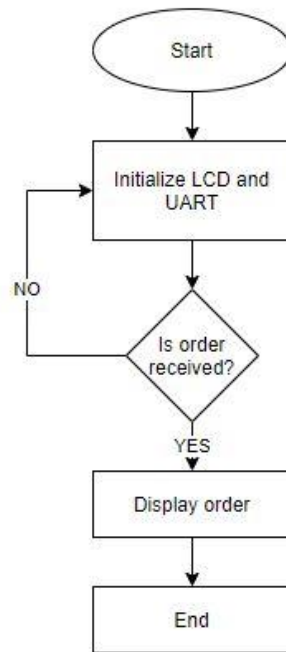 Start
Initialize LCD and
UART
NO
Is order
received?
YES
Display order
End